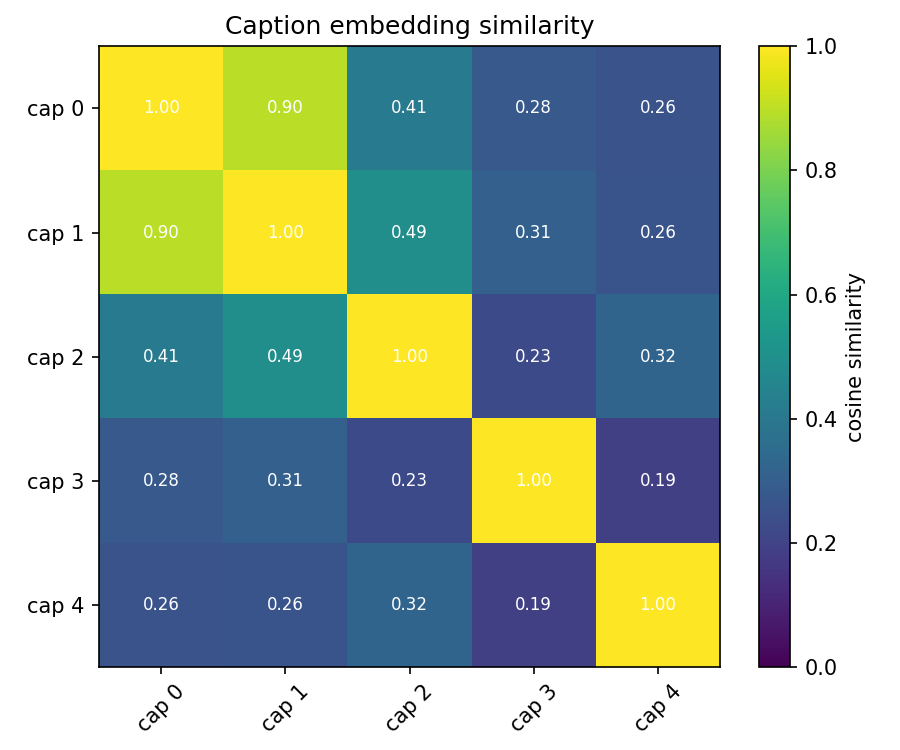 Caption embedding similarity
cap 0 1.00 0.90 0.41 0.28 0.26
cap 1 0.90 1.00 0.49 0.31 0.26
cap 2 0.41 0.49 1.00 0.23 0.32
cap 3 0.28 0.31 0.23 1.00 0.19
cap 4 0.26 0.26 0.32 0.19 1.00
cap 0 cap 1 cap 2 cap 3 cap 4
1.0
0.8
0.6
0.4
0.2
0.0
cosine similarity